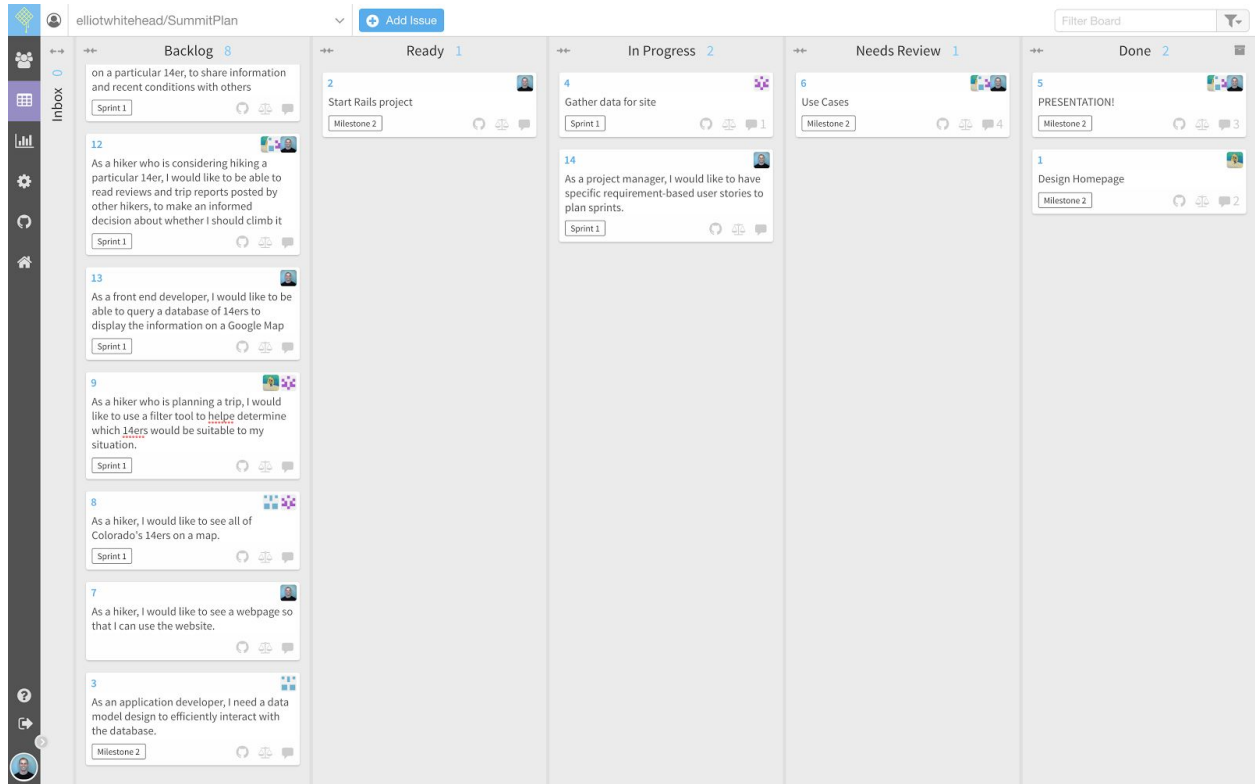 elliotwhitehead/SummitPlan
Add Issue
Filter Board
Inbox 0
Backlog 8
on a particular 14er, to share information
and recent conditions with others
Sprint 1
12
As a hiker who is considering hiking a
particular 14er, I would like to be able to
read reviews and trip reports posted by
other hikers, to make an informed
decision about whether I should climb it
Sprint 1
13
As a front end developer, I would like to be
able to query a database of 14ers to
display the information on a Google Map
Sprint 1
9
As a hiker who is planning a trip, I would
like to use a filter tool to helpe determine
which 14ers would be suitable to my
situation.
Sprint 1
8
As a hiker, I would like to see all of
Colorado's 14ers on a map.
Sprint 1
7
As a hiker, I would like to see a webpage so
that I can use the website.
3
As an application developer, I need a data
model design to efficiently interact with
the database.
Milestone 2
Ready 1
2
Start Rails project
Milestone 2
In Progress 2
4
Gather data for site
Sprint 1
1
14
As a project manager, I would like to have
specific requirement-based user stories to
plan sprints.
Sprint 1
Needs Review 1
6
Use Cases
Milestone 2
4
Done 2
5
PRESENTATION!
Milestone 2
3
1
Design Homepage
Milestone 2
2